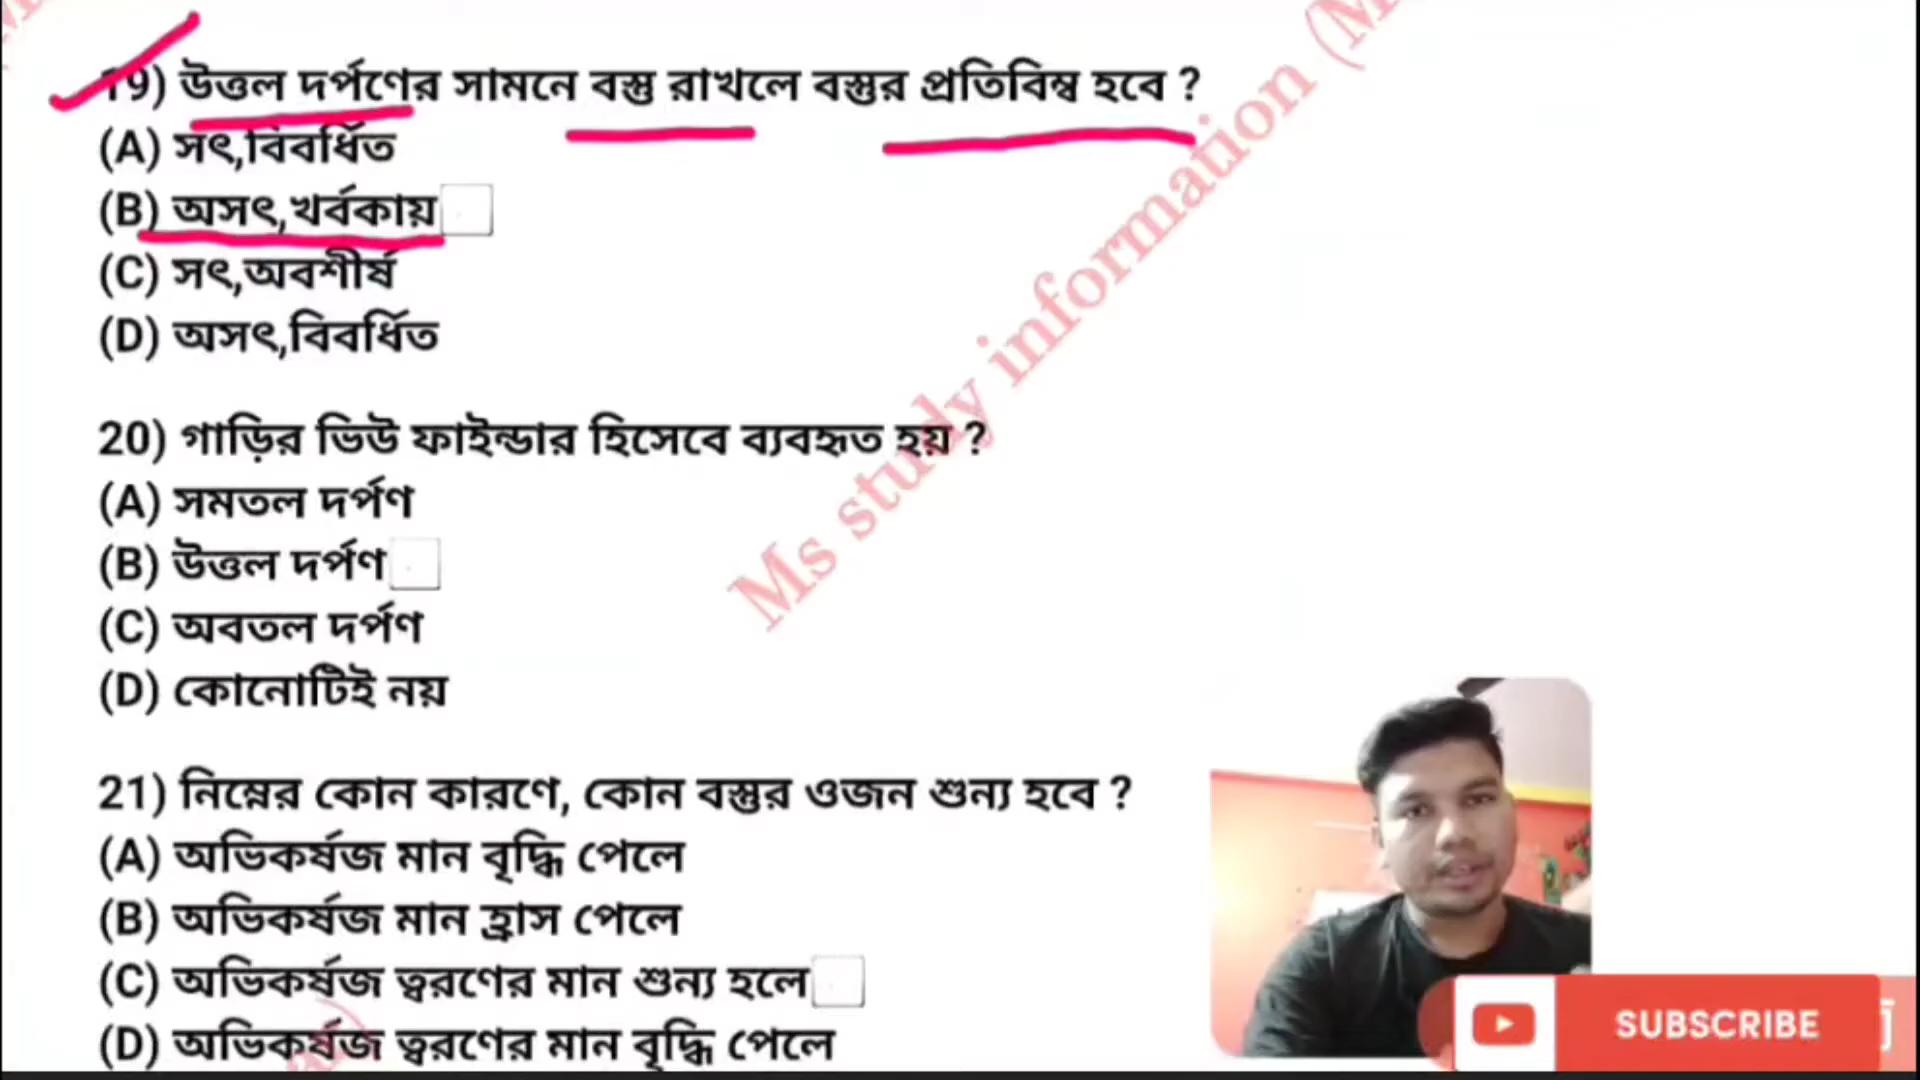 19) উত্তল দর্পণের সামনে বস্তু রাখলে বস্তুর প্রতিবিম্ব হবে ?
(A) সৎ,বিবর্ধিত
(B) অসৎ,খর্বকায়
(C) সৎ,অবশীর্ষ
(D) অসৎ,বিবর্ধিত
20) গাড়ির ভিউ ফাইন্ডার হিসেবে ব্যবহৃত হয় ?
(A) সমতল দর্পণ
(B) উত্তল দর্পণ
(C) অবতল দর্পণ
(D) কোনোটিই নয়
21) নিম্নের কোন কারণে, কোন বস্তুর ওজন শুন্য হবে ?
(A) অভিকর্ষজ মান বৃদ্ধি পেলে
(B) অভিকর্ষজ মান হ্রাস পেলে
(C) অভিকর্ষজ ত্বরণের মান শুন্য হলে
(D) অভিকর্ষজ ত্বরণের মান বৃদ্ধি পেলে
Ms study information
SUBSCRIBE